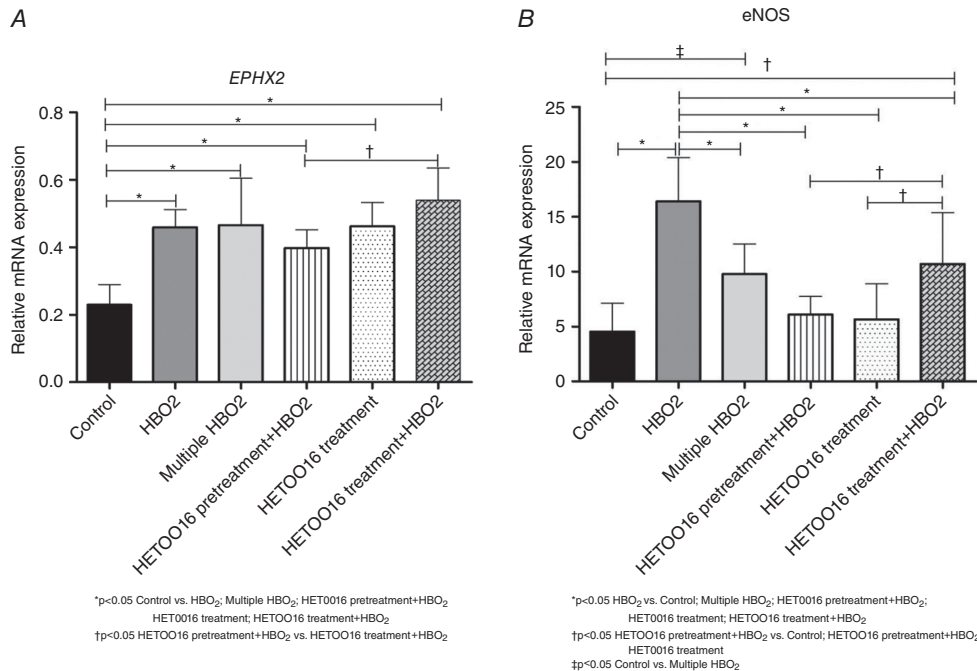 A
EPHX2
Relative mRNA expression
0.8
0.6
0.4
0.2
0.0
*
*
*
†
*
*
Control
HBO2
Multiple HBO2
HETOO16 pretreatment+HBO2
HETOO16 treatment
HETOO16 treatment+HBO2
*p<0.05 Control vs. HBO₂; Multiple HBO₂; HET0016 pretreatment+HBO₂
HET0016 treatment; HETOO16 treatment+HBO₂
†p<0.05 HETOO16 pretreatment+HBO₂ vs. HETOO16 treatment+HBO₂
B
eNOS
Relative mRNA expression
25
20
15
10
5
0
‡
†
*
*
*
*
*
†
†
Control
HBO2
Multiple HBO2
HETOO16 pretreatment+HBO2
HETOO16 treatment
HETOO16 treatment+HBO2
*p<0.05 HBO₂ vs. Control; Multiple HBO₂; HET0016 pretreatment+HBO₂;
HET0016 treatment; HETOO16 treatment+HBO₂
†p<0.05 HETOO16 pretreatment+HBO₂ vs. Control; HETOO16 pretreatment+HBO₂
HET0016 treatment
‡p<0.05 Control vs. Multiple HBO₂